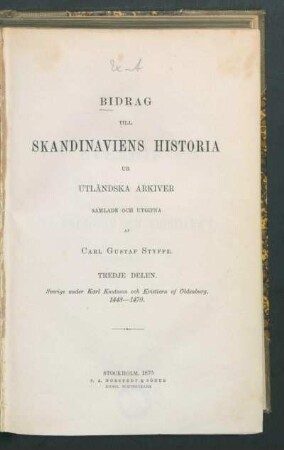 BIDRAG
TILL
SKANDINAVIENS HISTORIA
UR
UTLÄNDSKA ARKIVER
SAMLADE OCH UTGIFNA
AF
CARL GUSTAF STYFFE.
TREDJE DELEN.
Sverige under Karl Knutsson och Kristiern af Oldenburg,
1448—1470.
STOCKHOLM, 1870.
P. A. NORSTEDT & SÖNER
KONGL. BOKTRYCKARE